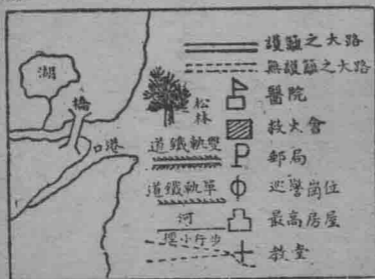 護籬之大路
無護籬之大路
醫院
救火會
郵局
巡警崗位
最高房屋
教堂
松林
雙軌鐵道
單軌鐵道
河
步行小徑
湖
橋
港口